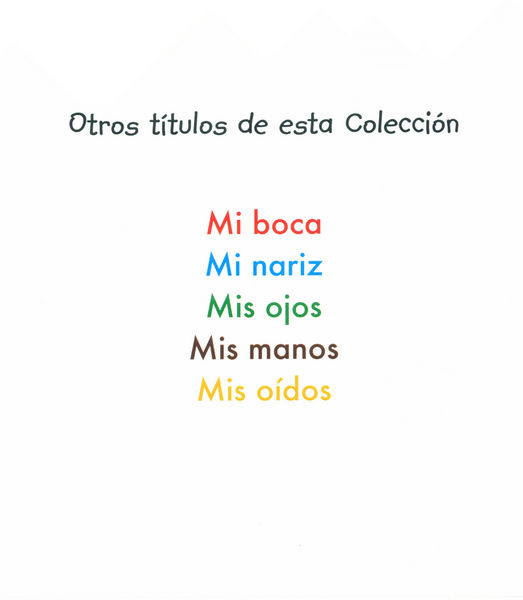 Otros títulos de esta Colección
Mi boca
Mi nariz
Mis ojos
Mis manos
Mis oídos